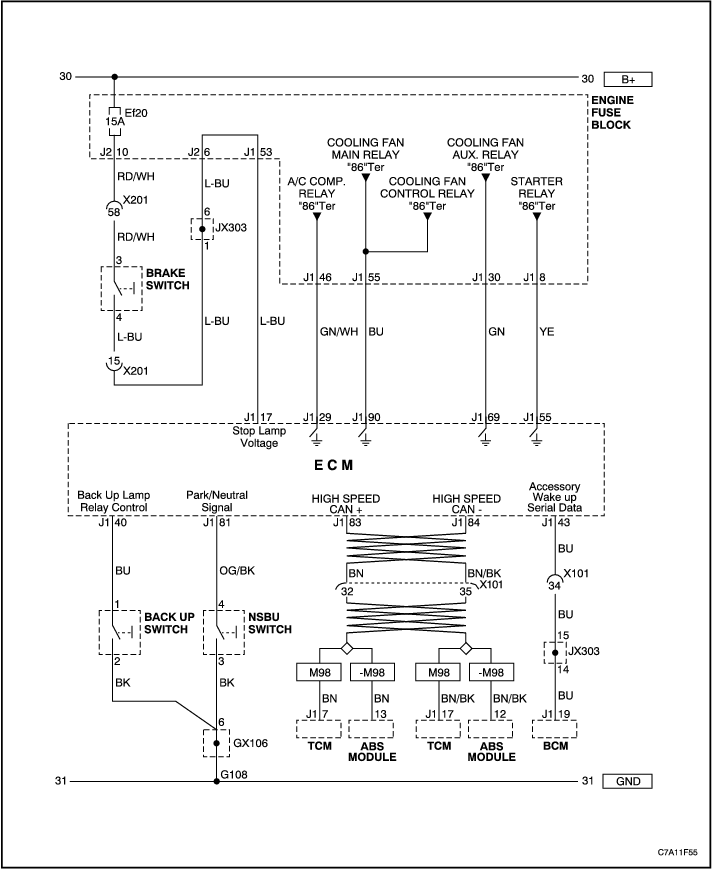 30
30 B+
Ef20
15A
ENGINE
FUSE
BLOCK
COOLING FAN
MAIN RELAY
"86"Ter
COOLING FAN
AUX. RELAY
"86"Ter
J2 10
J2 6
J1 53
A/C COMP.
RELAY
"86"Ter
COOLING FAN
CONTROL RELAY
"86"Ter
STARTER
RELAY
"86"Ter
RD/WH
L-BU
X201
58
6
JX303
1
RD/WH
3
BRAKE
SWITCH
4
J1 46
J1 55
J1 30
J1 8
L-BU
L-BU
L-BU
GN/WH
BU
GN
YE
15
X201
J1 17
J1 29
J1 90
J1 69
J1 55
Stop Lamp
Voltage
E C M
Back Up Lamp
Relay Control
Park/Neutral
Signal
HIGH SPEED
CAN +
HIGH SPEED
CAN -
Accessory
Wake up
Serial Data
J1 40
J1 81
J1 83
J1 84
J1 43
BU
BU
OG/BK
BN
BN/BK
X101
32
35
X101
34
1
BACK UP
SWITCH
2
4
NSBU
SWITCH
3
BU
15
JX303
14
BK
BK
M98
-M98
M98
-M98
BN
BN
BN/BK
BN/BK
BU
6
GX106
J1 7
13
J1 17
12
J1 19
TCM
ABS
MODULE
TCM
ABS
MODULE
BCM
G108
31
31 GND
C7A11F55